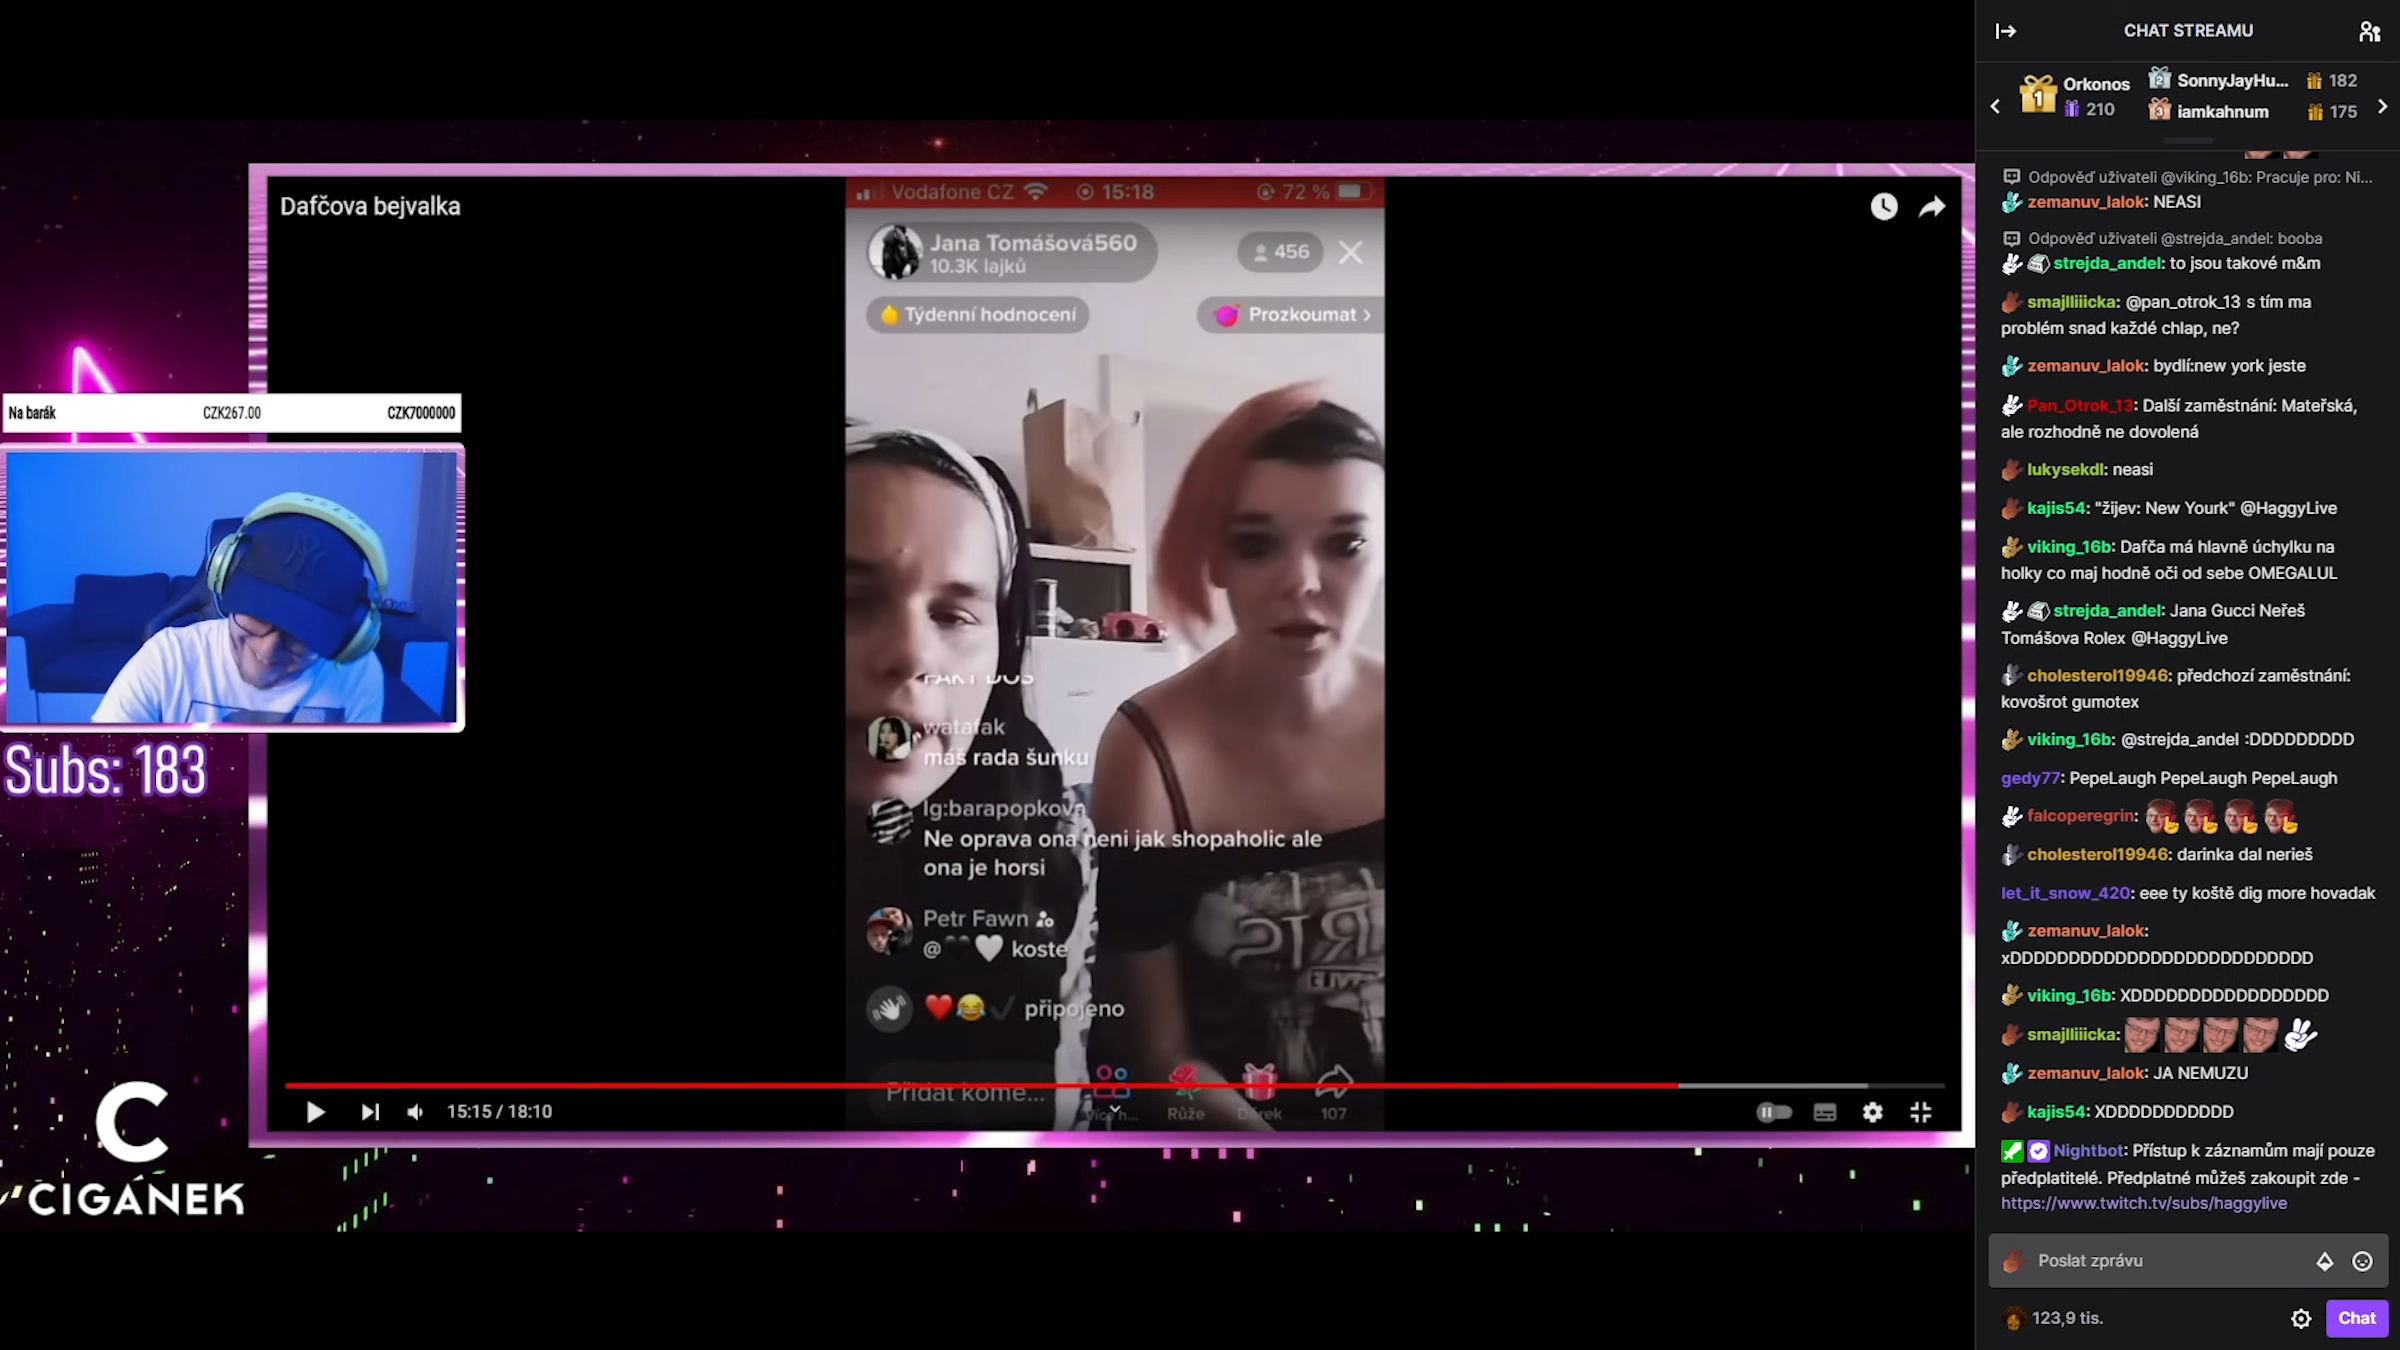 Dafčova bejvalka
Vodafone CZ
15:18
72 %
Jana Tomášová560
10.3K lajků
456
Týdenní hodnocení
Prozkoumat ›
watafak
máš rada šunku
Ig:barapopkova
Ne oprava ona neni jak shopaholic ale
ona je horsi
Petr Fawn
@🖤🤍 koste
❤️😂✔ připojeno
Přidat kome...
Více h...
Růže
Dárek
107
15:15 / 18:10
Na barák
CZK267.00
CZK7000000
Subs: 183
C
CIGÁNEK
CHAT STREAMU
1
Orkonos
210
2
SonnyJayHu...
182
3
iamkahnum
175
Odpověď uživateli @viking_16b: Pracuje pro: Ni...
zemanuv_lalok: NEASI
Odpověď uživateli @strejda_andel: booba
strejda_andel: to jsou takové m&m
smajlliiicka: @pan_otrok_13 s tím ma
problém snad každé chlap, ne?
zemanuv_lalok: bydlí:new york jeste
Pan_Otrok_13: Další zaměstnání: Mateřská,
ale rozhodně ne dovolená
lukysekdl: neasi
kajis54: "žijev: New Yourk" @HaggyLive
viking_16b: Dafča má hlavně úchylku na
holky co maj hodně oči od sebe OMEGALUL
strejda_andel: Jana Gucci Neřeš
Tomášova Rolex @HaggyLive
cholesterol19946: předchozí zaměstnání:
kovošrot gumotex
viking_16b: @strejda_andel :DDDDDDDDD
gedy77: PepeLaugh PepeLaugh PepeLaugh
falcoperegrin:
cholesterol19946: darinka dal nerieš
let_it_snow_420: eee ty koště dig more hovadak
zemanuv_lalok:
xDDDDDDDDDDDDDDDDDDDDDDDDDD
viking_16b: XDDDDDDDDDDDDDDDDD
smajlliiicka:
zemanuv_lalok: JA NEMUZU
kajis54: XDDDDDDDDDDD
Nightbot: Přístup k záznamům mají pouze
předplatitelé. Předplatné můžeš zakoupit zde -
https://www.twitch.tv/subs/haggylive
Poslat zprávu
123,9 tis.
Chat